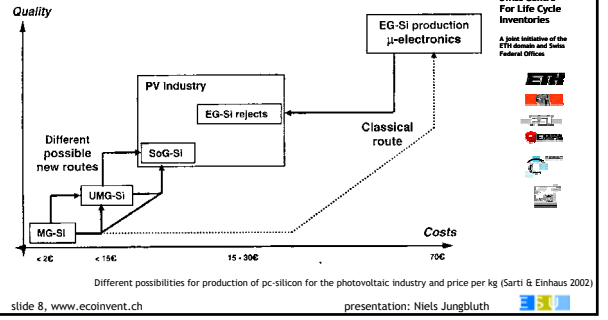 For Life Cycle
Inventories
A joint initiative of the
ETH domain and Swiss
Federal Offices
ETH
EMPA
Quality
EG-Si production
µ-electronics
PV Industry
EG-Si rejects
Classical
route
Different
possible
new routes
SoG-Si
UMG-Si
MG-Si
Costs
< 2€
< 15€
15 - 30€
70€
Different possibilities for production of pc-silicon for the photovoltaic industry and price per kg (Sarti & Einhaus 2002)
slide 8, www.ecoinvent.ch
presentation: Niels Jungbluth
ESU